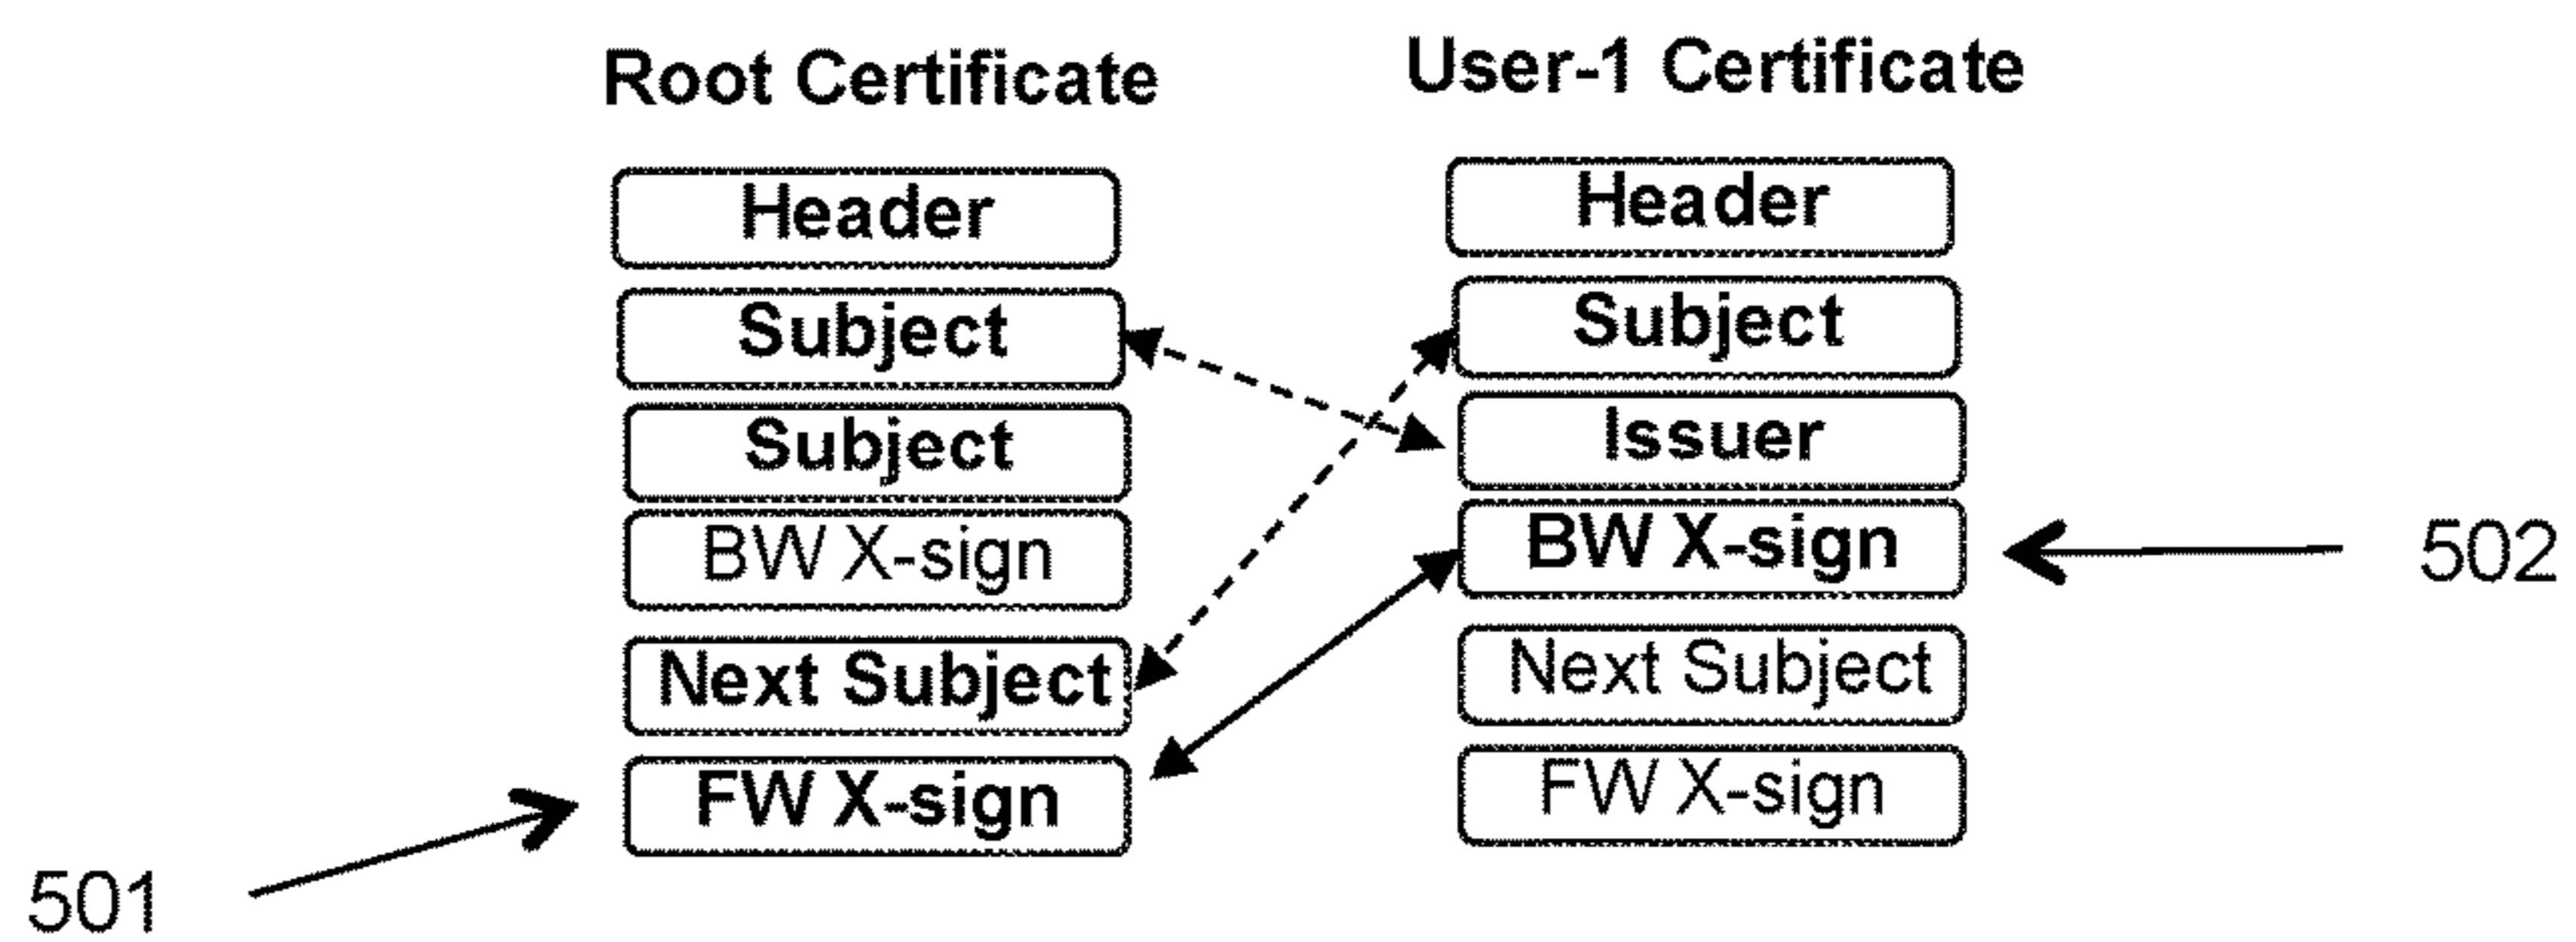 Root Certificate
Header
Subject
Subject
BW X-sign
Next Subject
FW X-sign
501
User-1 Certificate
Header
Subject
Issuer
BW X-sign
Next Subject
FW X-sign
502